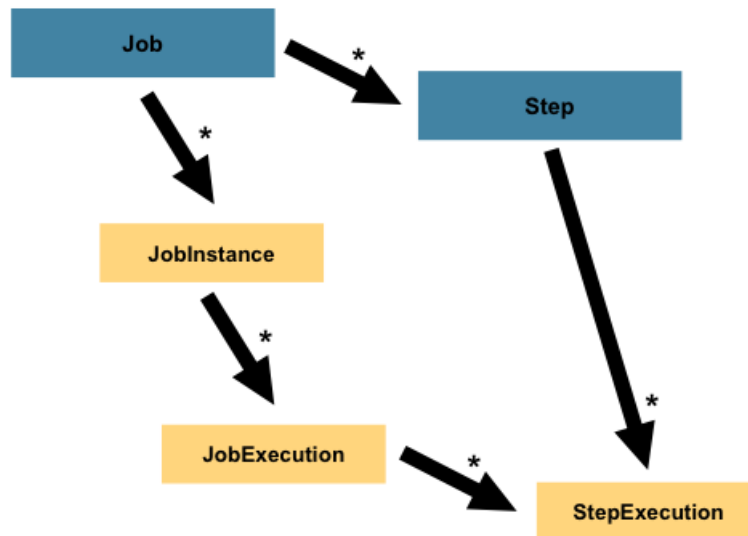 Job
*
Step
*
JobInstance
*
*
JobExecution
*
StepExecution